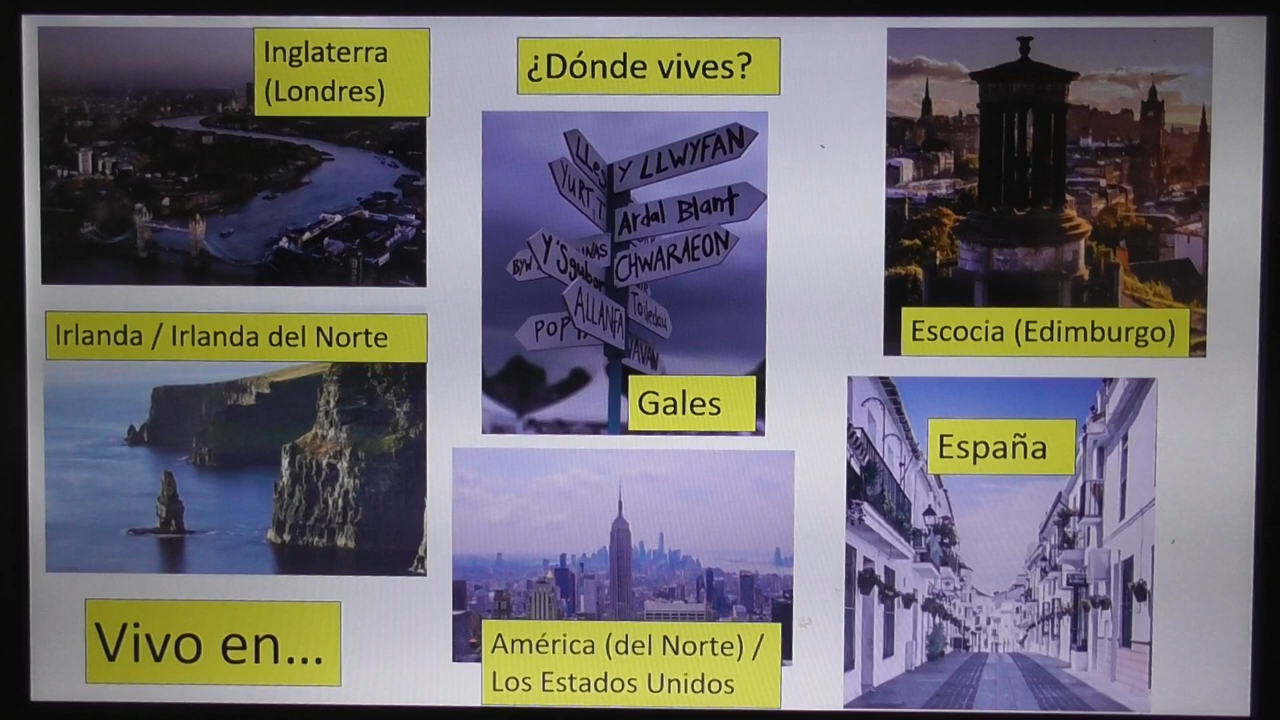 Inglaterra
(Londres)
¿Dónde vives?
Y LLWYFAN
YURT T
Ardal Blant
CHWARAEON
Y'Sgubor
ALLANFA
POP
Gales
Escocia (Edimburgo)
Irlanda / Irlanda del Norte
España
Vivo en...
América (del Norte) /
Los Estados Unidos